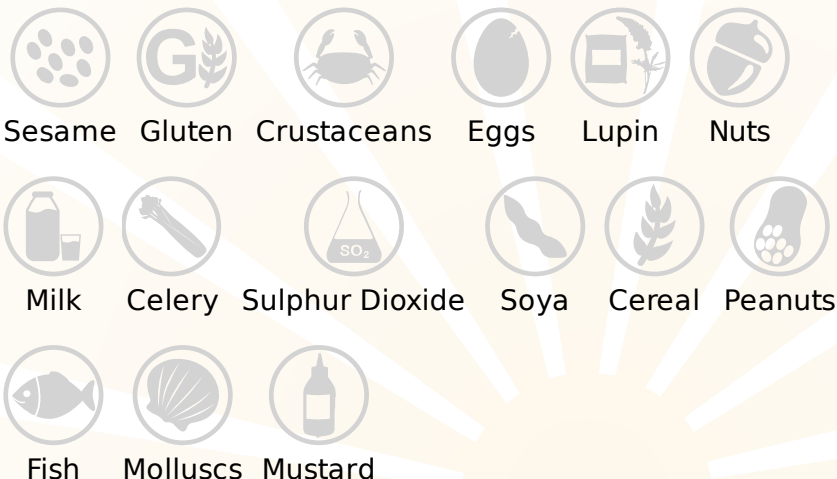 G
Sesame Gluten Crustaceans Eggs Lupin Nuts
SO₂
Milk Celery Sulphur Dioxide Soya Cereal Peanuts
Fish Molluscs Mustard